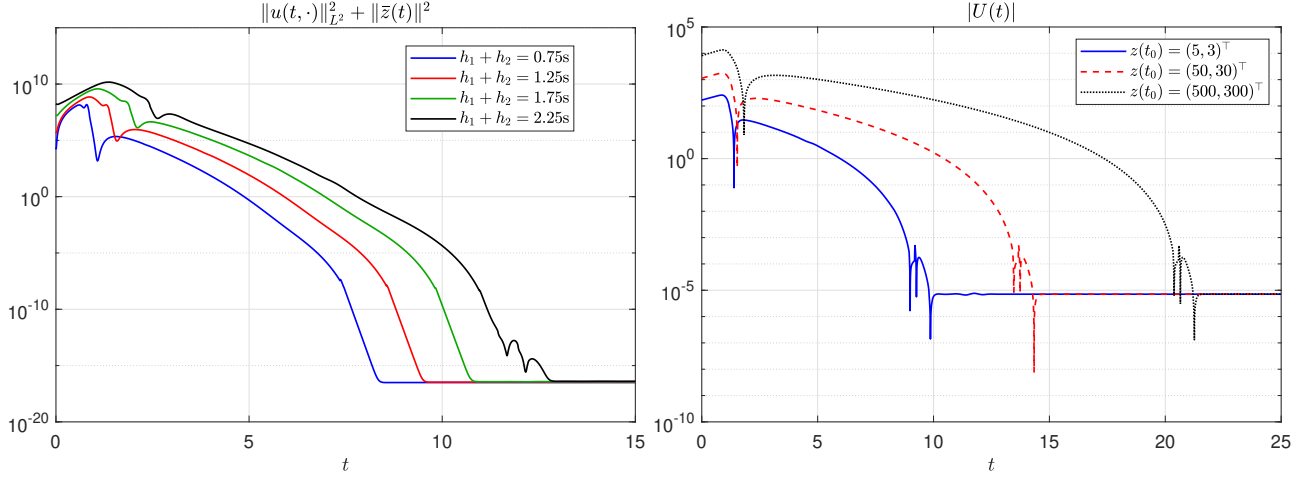 ‖u(t,·)‖²_{L²} + ‖z̄(t)‖²
10^{10}
10^{0}
10^{-10}
10^{-20}
0 5 10 15
t
h₁ + h₂ = 0.75s
h₁ + h₂ = 1.25s
h₁ + h₂ = 1.75s
h₁ + h₂ = 2.25s
|U(t)|
10^{5}
10^{0}
10^{-5}
10^{-10}
0 5 10 15 20 25
t
z(t₀) = (5, 3)^⊤
z(t₀) = (50, 30)^⊤
z(t₀) = (500, 300)^⊤